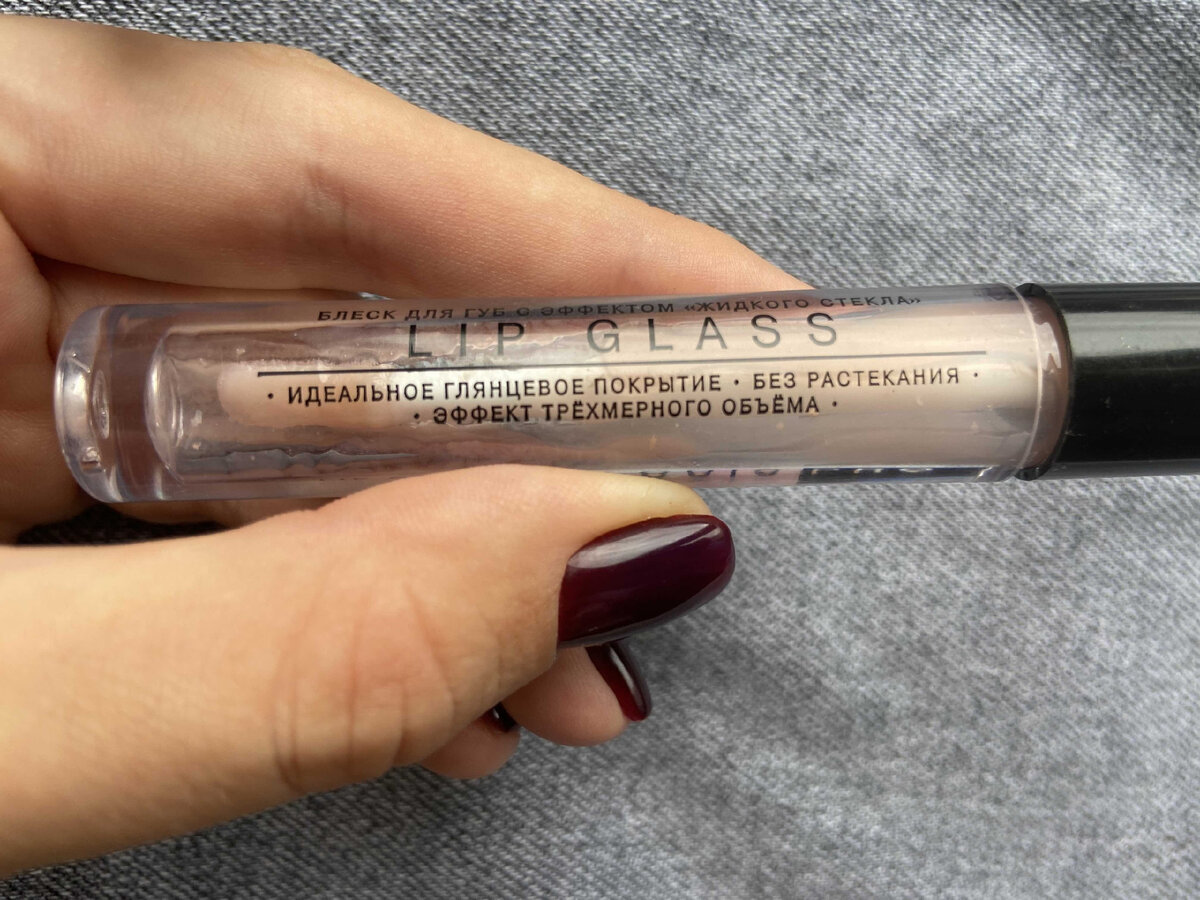 БЛЕСК ДЛЯ ГУБ С ЭФФЕКТОМ «ЖИДКОГО СТЕКЛА»
LIP GLASS
· ИДЕАЛЬНОЕ ГЛЯНЦЕВОЕ ПОКРЫТИЕ · БЕЗ РАСТЕКАНИЯ ·
· ЭФФЕКТ ТРЁХМЕРНОГО ОБЪЁМА ·